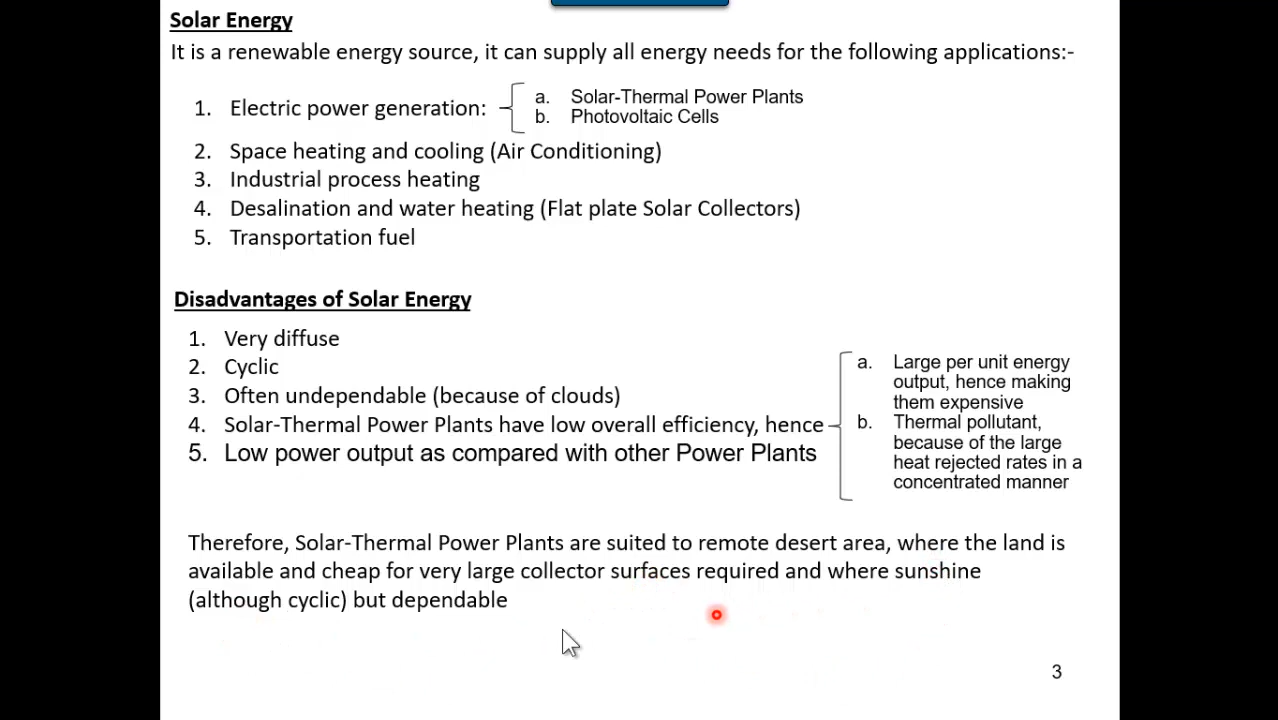 Solar Energy
It is a renewable energy source, it can supply all energy needs for the following applications:-
1. Electric power generation:
a. Solar-Thermal Power Plants
b. Photovoltaic Cells
2. Space heating and cooling (Air Conditioning)
3. Industrial process heating
4. Desalination and water heating (Flat plate Solar Collectors)
5. Transportation fuel
Disadvantages of Solar Energy
1. Very diffuse
2. Cyclic
3. Often undependable (because of clouds)
4. Solar-Thermal Power Plants have low overall efficiency, hence
5. Low power output as compared with other Power Plants
a. Large per unit energy
output, hence making
them expensive
b. Thermal pollutant,
because of the large
heat rejected rates in a
concentrated manner
Therefore, Solar-Thermal Power Plants are suited to remote desert area, where the land is
available and cheap for very large collector surfaces required and where sunshine
(although cyclic) but dependable
3